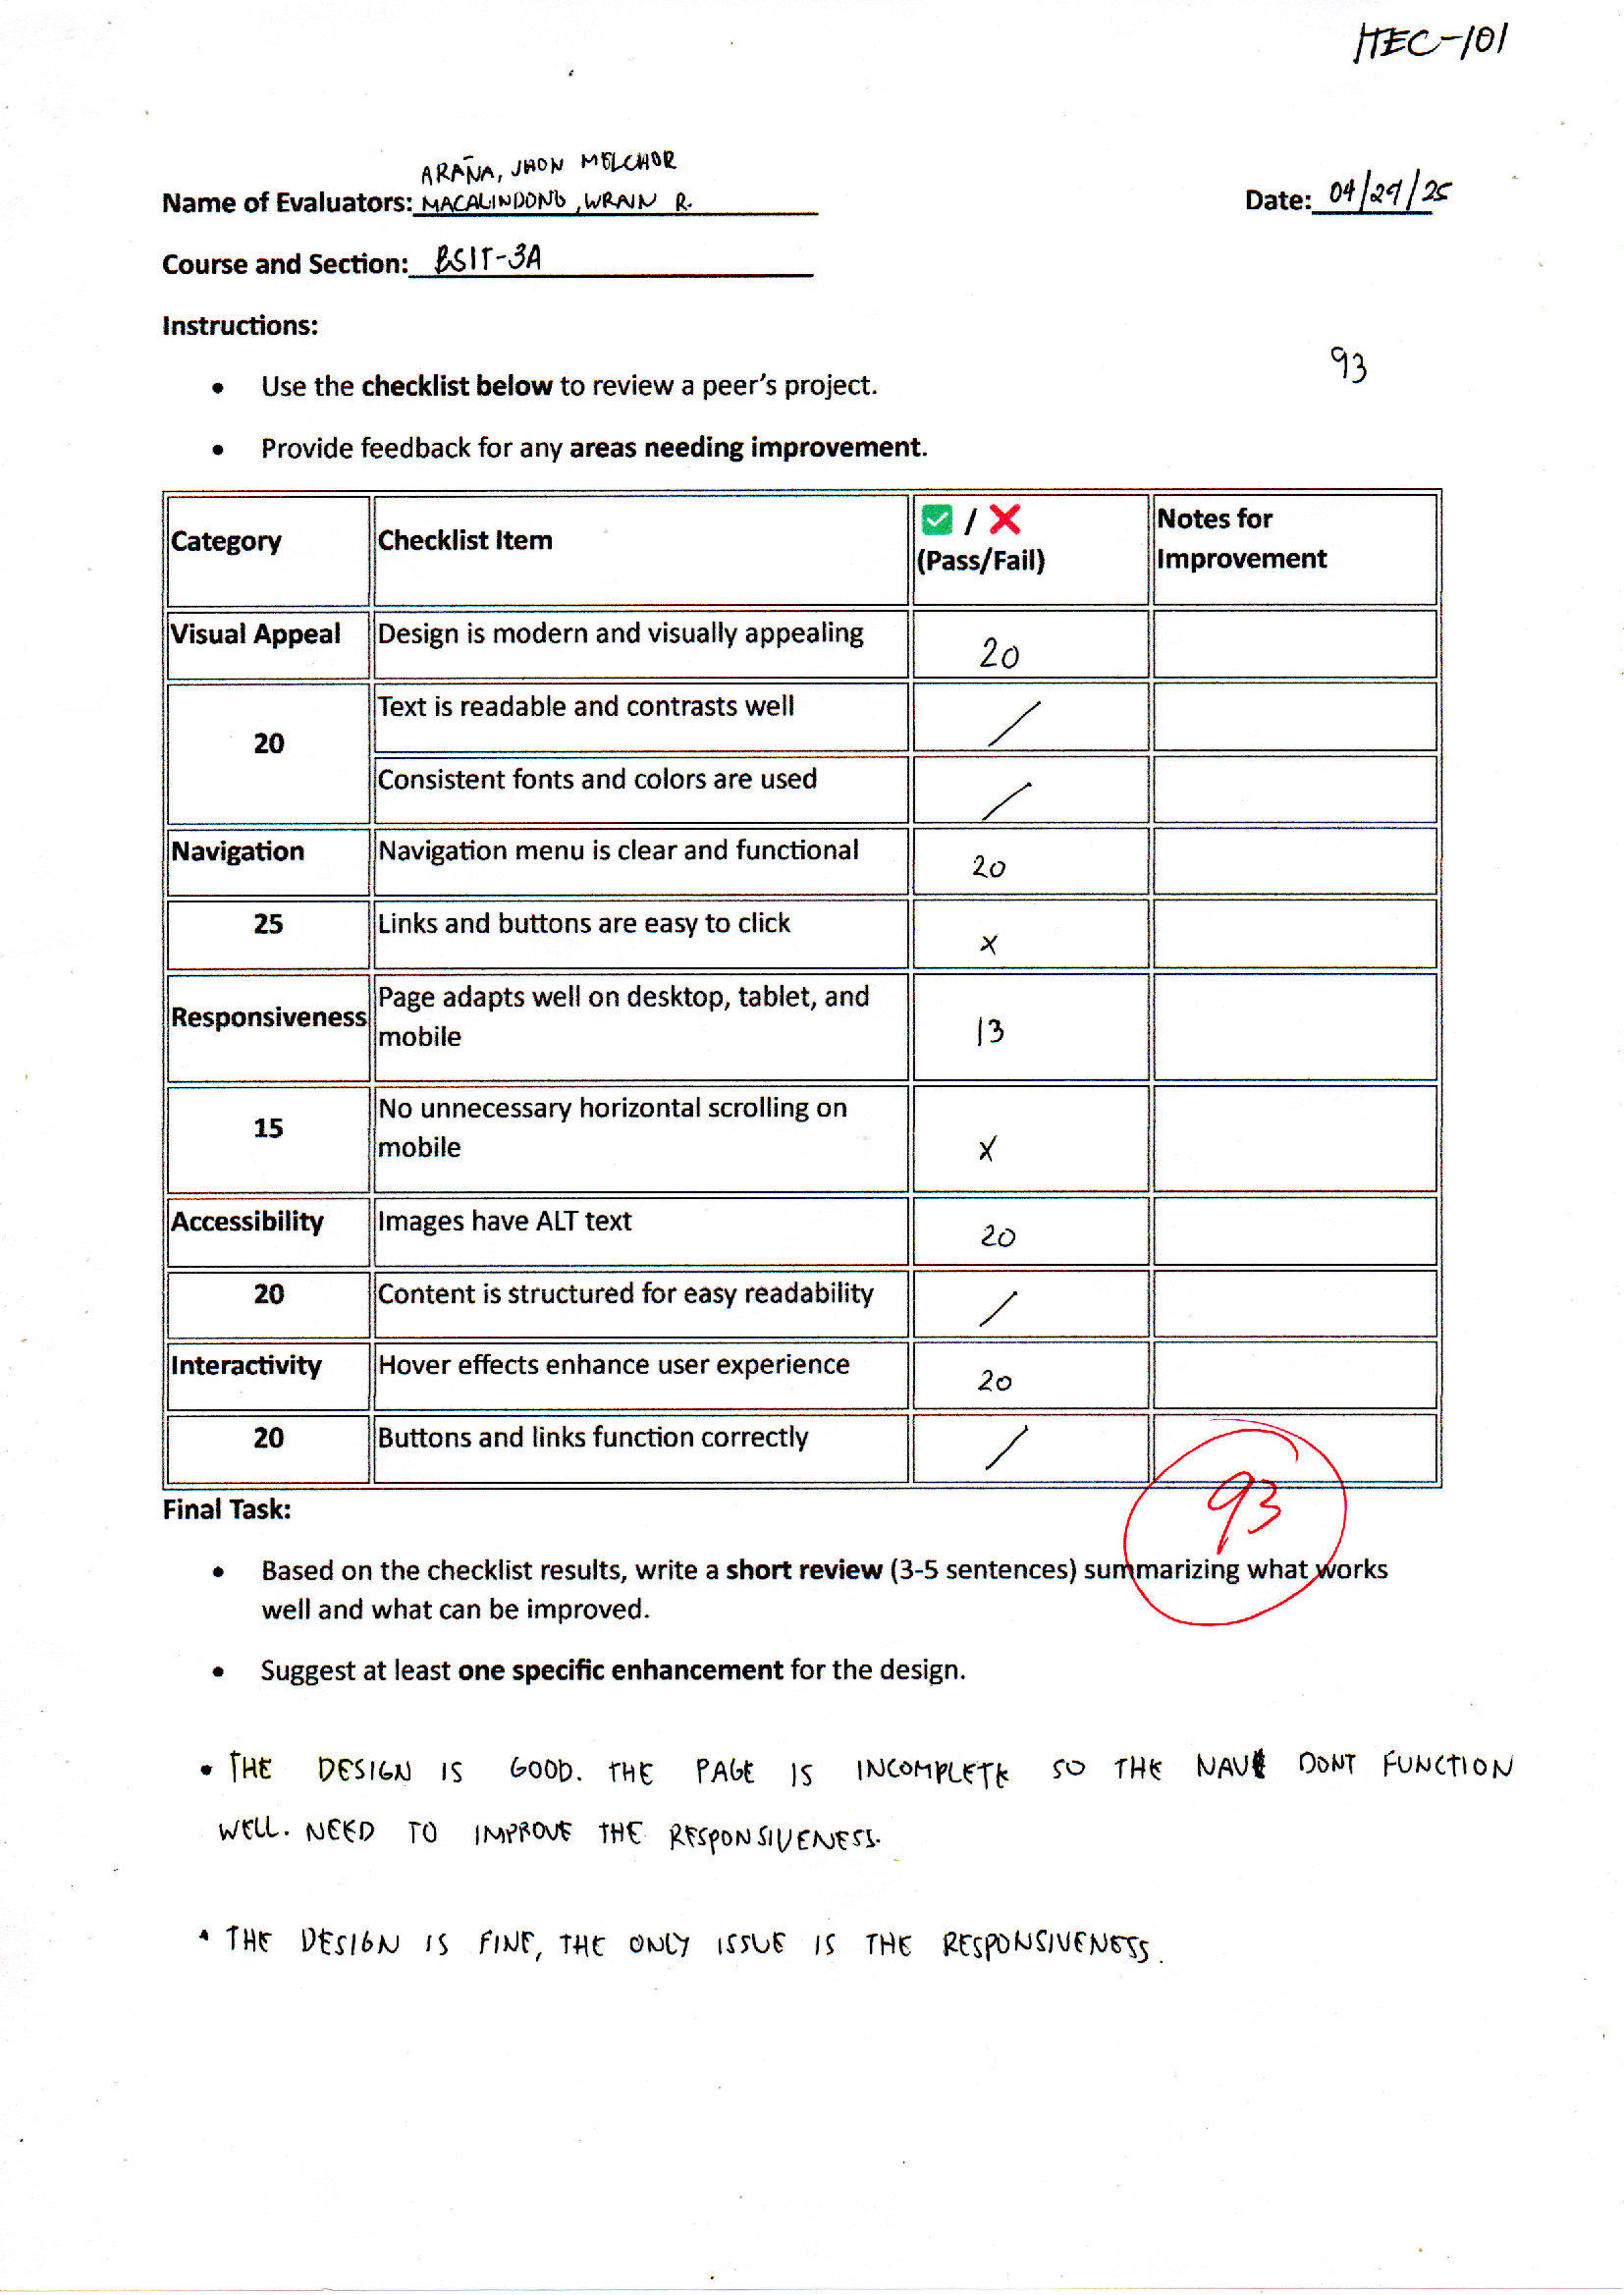 ITEC-101
ARAÑA, JHON MELCHOR
Name of Evaluators: MACALINDONG, WRAIN R.
Date: 04/29/25
Course and Section: BSIT-3A
Instructions:
93
• Use the checklist below to review a peer's project.
• Provide feedback for any areas needing improvement.
Category Checklist Item ✅ / ❌ (Pass/Fail) Notes for Improvement
Visual Appeal Design is modern and visually appealing 20
20 Text is readable and contrasts well /
Consistent fonts and colors are used /
Navigation Navigation menu is clear and functional 20
25 Links and buttons are easy to click x
Responsiveness Page adapts well on desktop, tablet, and mobile 13
15 No unnecessary horizontal scrolling on mobile x
Accessibility Images have ALT text 20
20 Content is structured for easy readability /
Interactivity Hover effects enhance user experience 20
20 Buttons and links function correctly /
93
Final Task:
• Based on the checklist results, write a short review (3-5 sentences) summarizing what works
well and what can be improved.
• Suggest at least one specific enhancement for the design.
• THE DESIGN IS GOOD. THE PAGE IS INCOMPLETE SO THE NAV DONT FUNCTION
WELL. NEED TO IMPROVE THE RESPONSIVENESS.
• THE DESIGN IS FINE, THE ONLY ISSUE IS THE RESPONSIVENESS.